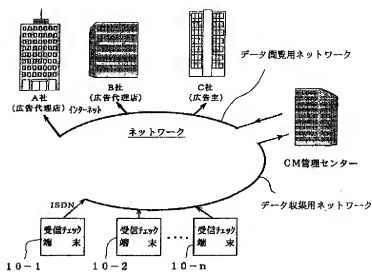 A社
(広告代理店)
インターネット
B社
(広告代理店)
C社
(広告主)
データ閲覧用ネットワーク
ネットワーク
CM管理センター
データ収集用ネットワーク
ISDN
受信チェック
端 末
受信チェック
端 末
‥‥
受信チェック
端 末
10-1
10-2
10-n